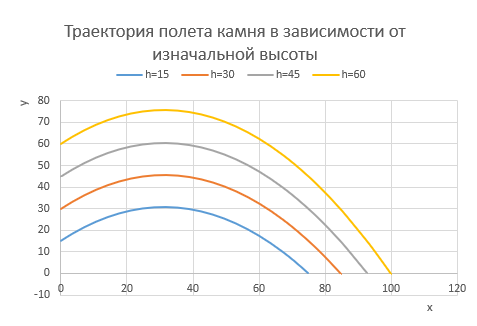 Траектория полета камня в зависимости от
изначальной высоты
h=15 h=30 h=45 h=60
y
80
70
60
50
40
30
20
10
0
-10
0 20 40 60 80 100 120
x